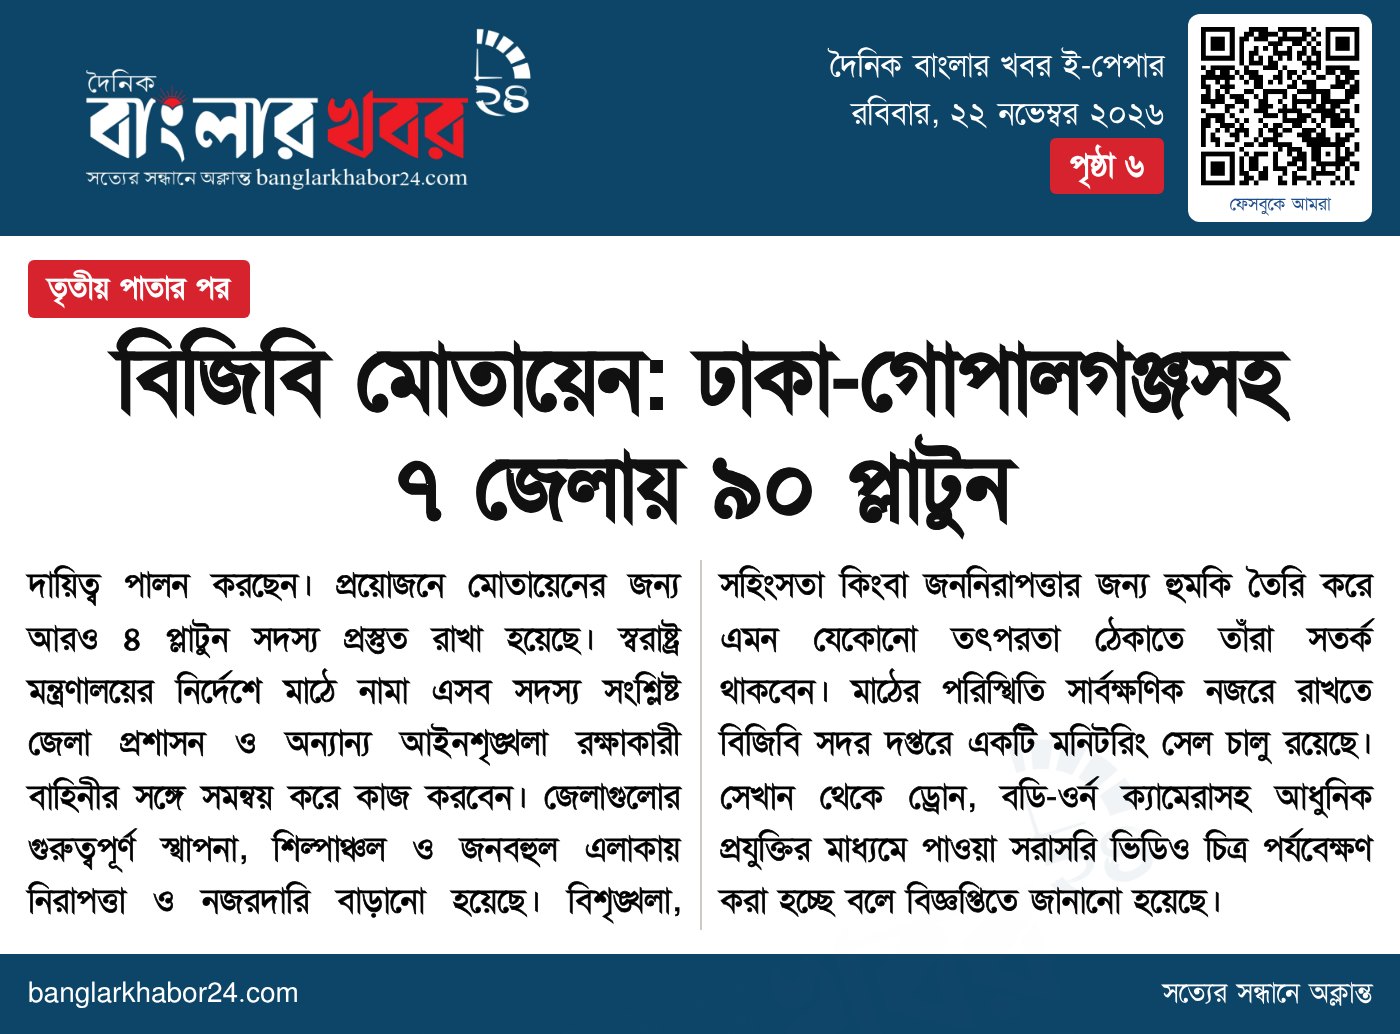 দৈনিক
বাংলার খবর
২৪
সত্যের সন্ধানে অক্লান্ত banglarkhabor24.com
দৈনিক বাংলার খবর ই-পেপার
রবিবার, ২২ নভেম্বর ২০২৬
পৃষ্ঠা ৬
ফেসবুকে আমরা
তৃতীয় পাতার পর
বিজিবি মোতায়েন: ঢাকা-গোপালগঞ্জসহ
৭ জেলায় ৯০ প্লাটুন
দায়িত্ব পালন করছেন। প্রয়োজনে মোতায়েনের জন্য
আরও ৪ প্লাটুন সদস্য প্রস্তুত রাখা হয়েছে। স্বরাষ্ট্র
মন্ত্রণালয়ের নির্দেশে মাঠে নামা এসব সদস্য সংশ্লিষ্ট
জেলা প্রশাসন ও অন্যান্য আইনশৃঙ্খলা রক্ষাকারী
বাহিনীর সঙ্গে সমন্বয় করে কাজ করবেন। জেলাগুলোর
গুরুত্বপূর্ণ স্থাপনা, শিল্পাঞ্চল ও জনবহুল এলাকায়
নিরাপত্তা ও নজরদারি বাড়ানো হয়েছে। বিশৃঙ্খলা,
সহিংসতা কিংবা জননিরাপত্তার জন্য হুমকি তৈরি করে
এমন যেকোনো তৎপরতা ঠেকাতে তাঁরা সতর্ক
থাকবেন। মাঠের পরিস্থিতি সার্বক্ষণিক নজরে রাখতে
বিজিবি সদর দপ্তরে একটি মনিটরিং সেল চালু রয়েছে।
সেখান থেকে ড্রোন, বডি-ওর্ন ক্যামেরাসহ আধুনিক
প্রযুক্তির মাধ্যমে পাওয়া সরাসরি ভিডিও চিত্র পর্যবেক্ষণ
করা হচ্ছে বলে বিজ্ঞপ্তিতে জানানো হয়েছে।
banglarkhabor24.com
সত্যের সন্ধানে অক্লান্ত